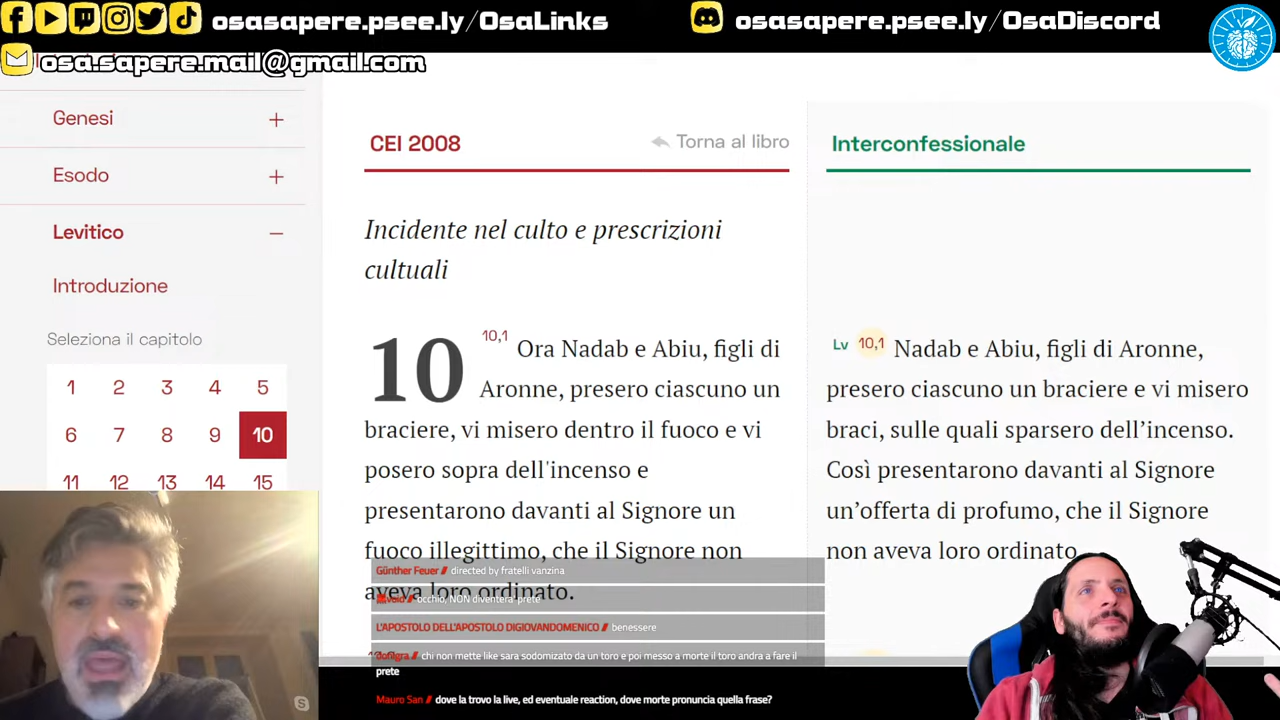 osasapere.psee.ly/OsaLinks
osasapere.psee.ly/OsaDiscord
osa.sapere.mail@gmail.com
Genesi +
Esodo +
Levitico −
Introduzione
Seleziona il capitolo
1 2 3 4 5
6 7 8 9 10
11 12 13 14 15
CEI 2008
Torna al libro
Incidente nel culto e prescrizioni
cultuali
10 10,1 Ora Nadab e Abiu, figli di
Aronne, presero ciascuno un
braciere, vi misero dentro il fuoco e vi
posero sopra dell'incenso e
presentarono davanti al Signore un
fuoco illegittimo, che il Signore non
aveva loro ordinato.
Interconfessionale
Lv 10,1 Nadab e Abiu, figli di Aronne,
presero ciascuno un braciere e vi misero
braci, sulle quali sparsero dell’incenso.
Così presentarono davanti al Signore
un’offerta di profumo, che il Signore
non aveva loro ordinato
Günther Feuer // directed by fratelli vanzina
// occhio, NON diventera' prete
L'APOSTOLO DELL'APOSTOLO DIGIOVANDOMENICO // benessere
// chi non mette like sara sodomizato da un toro e poi messo a morte il toro andra a fare il
prete
Mauro San // dove la trovo la live, ed eventuale reaction, dove morte pronuncia quella frase?